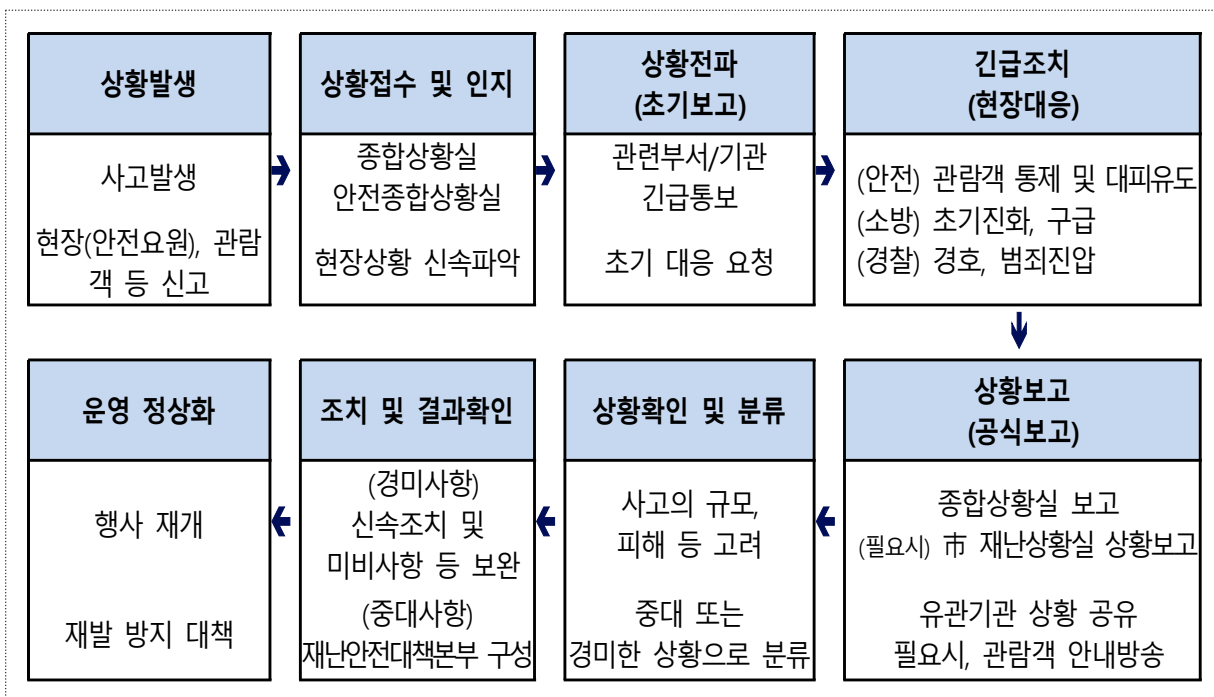 상황발생
사고발생
현장(안전요원), 관람
객 등 신고
상황접수 및 인지
종합상황실
안전종합상황실
현장상황 신속파악
상황전파
(초기보고)
관련부서/기관
긴급통보
초기 대응 요청
긴급조치
(현장대응)
(안전) 관람객 통제 및 대피유도
(소방) 초기진화, 구급
(경찰) 경호, 범죄진압
상황보고
(공식보고)
종합상황실 보고
(필요시) 市 재난상황실 상황보고
유관기관 상황 공유
필요시, 관람객 안내방송
상황확인 및 분류
사고의 규모,
피해 등 고려
중대 또는
경미한 상황으로 분류
조치 및 결과확인
(경미사항)
신속조치 및
미비사항 등 보완
(중대사항)
재난안전대책본부 구성
운영 정상화
행사 재개
재발 방지 대책